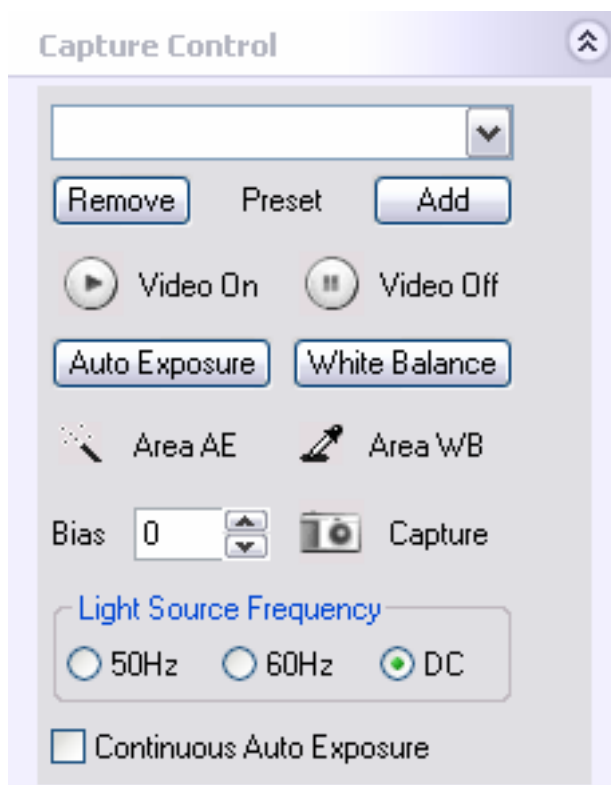 Capture Control
Remove Preset Add
Video On Video Off
Auto Exposure White Balance
Area AE Area WB
Bias 0 Capture
Light Source Frequency
50Hz 60Hz DC
Continuous Auto Exposure